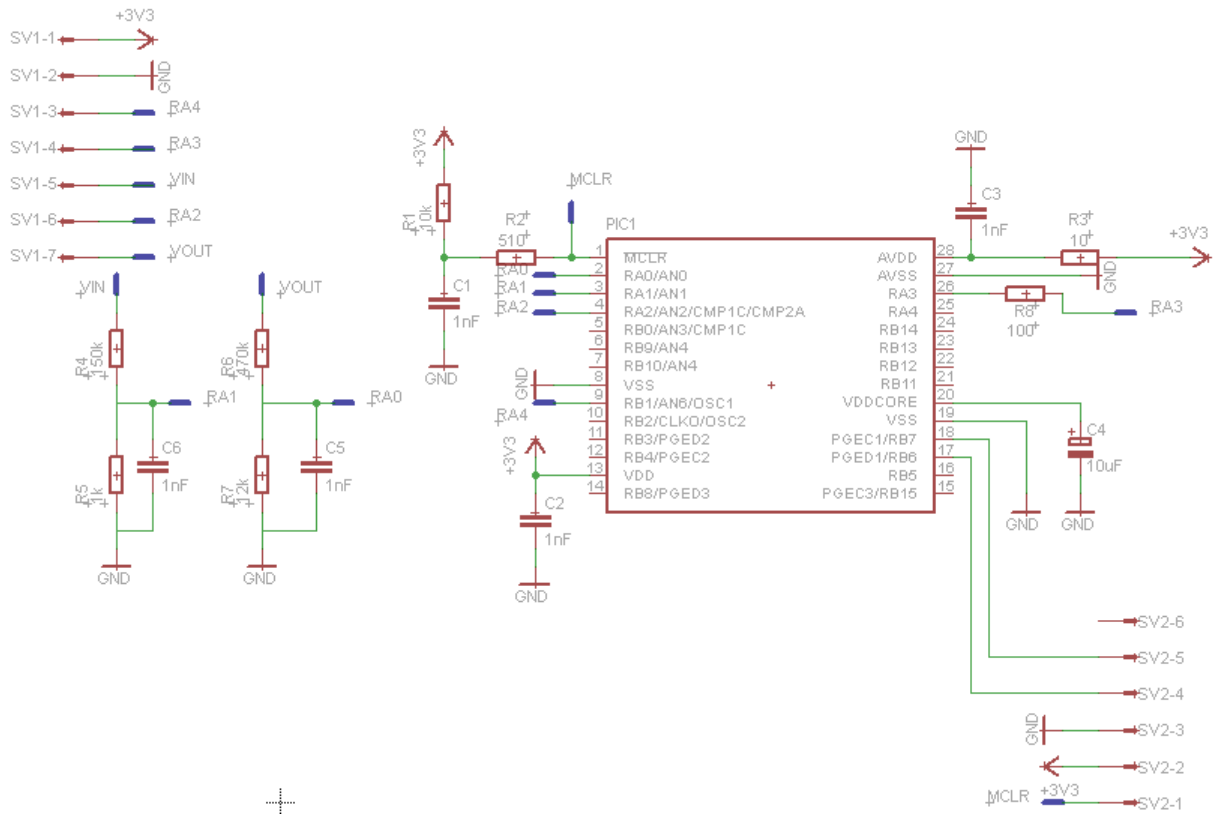 +3V3
SV1-1
SV1-2
GND
SV1-3
RA4
SV1-4
RA3
SV1-5
VIN
SV1-6
RA2
SV1-7
VOUT
VIN
VOUT
R4
150k
R6
470k
RA1
RA0
R5
1k
C6
1nF
R7
12k
C5
1nF
GND
GND
+3V3
R1
10k
R2
510
MCLR
C1
1nF
GND
RA0
RA1
RA2
GND
RA4
+3V3
C2
1nF
GND
PIC1
1 MCLR
2 RA0/AN0
3 RA1/AN1
4 RA2/AN2/CMP1C/CMP2A
5 RB0/AN3/CMP1C
6 RB9/AN4
7 RB10/AN4
8 VSS
9 RB1/AN6/OSC1
10 RB2/CLKO/OSC2
11 RB3/PGED2
12 RB4/PGEC2
13 VDD
14 RB8/PGED3
AVDD 28
AVSS 27
RA3 26
RA4 25
RB14 24
RB13 23
RB12 22
RB11 21
VDDCORE 20
VSS 19
PGEC1/RB7 18
PGED1/RB6 17
RB5 16
PGEC3/RB15 15
GND
C3
1nF
R3
10
+3V3
GND
R8
100
RA3
C4
10uF
GND
GND
SV2-6
SV2-5
SV2-4
GND
SV2-3
SV2-2
+3V3
MCLR
SV2-1